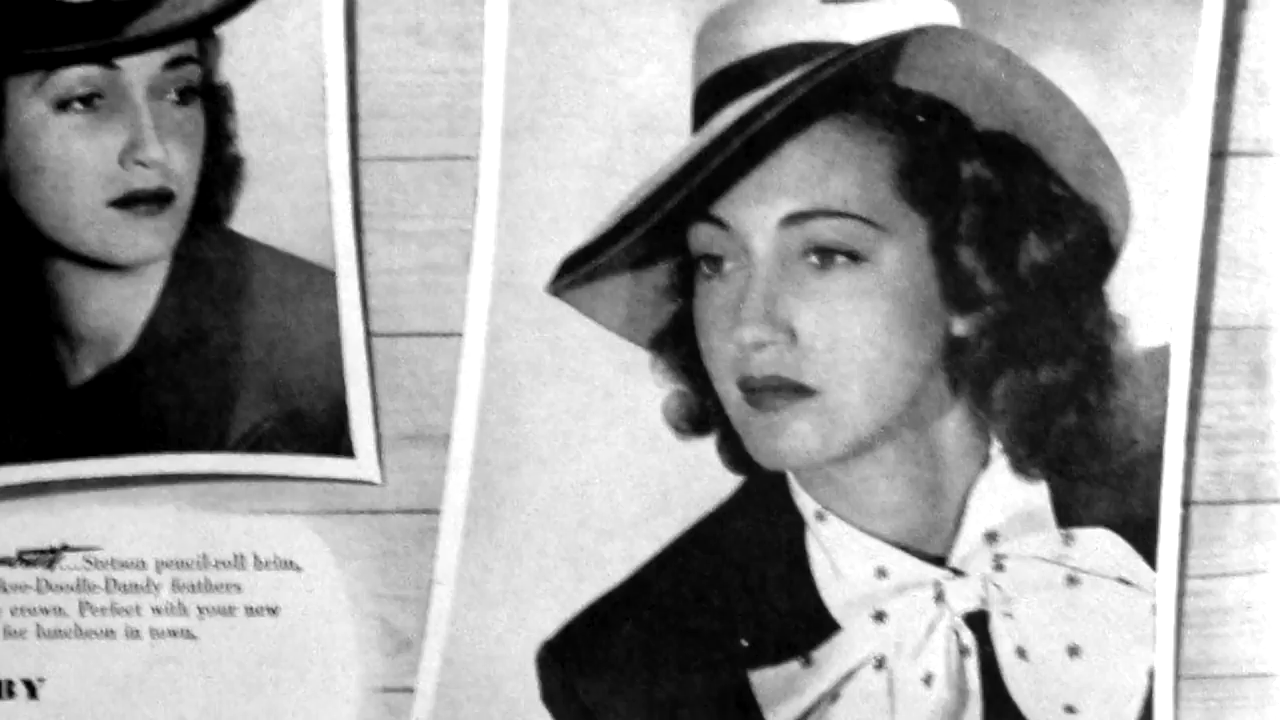 ...Stetson pencil-roll brim,
Doodle-Dandy feathers
crown. Perfect with your new
for luncheon in town.
BY